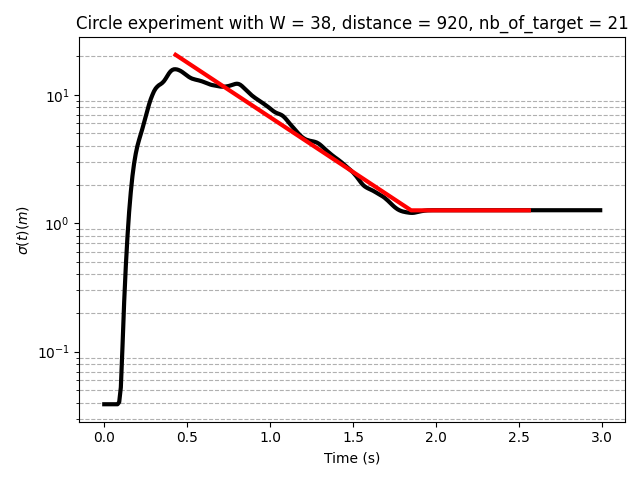 Circle experiment with W = 38, distance = 920, nb_of_target = 21
σ(t)(m)
10¹
10⁰
10⁻¹
0.0 0.5 1.0 1.5 2.0 2.5 3.0
Time (s)